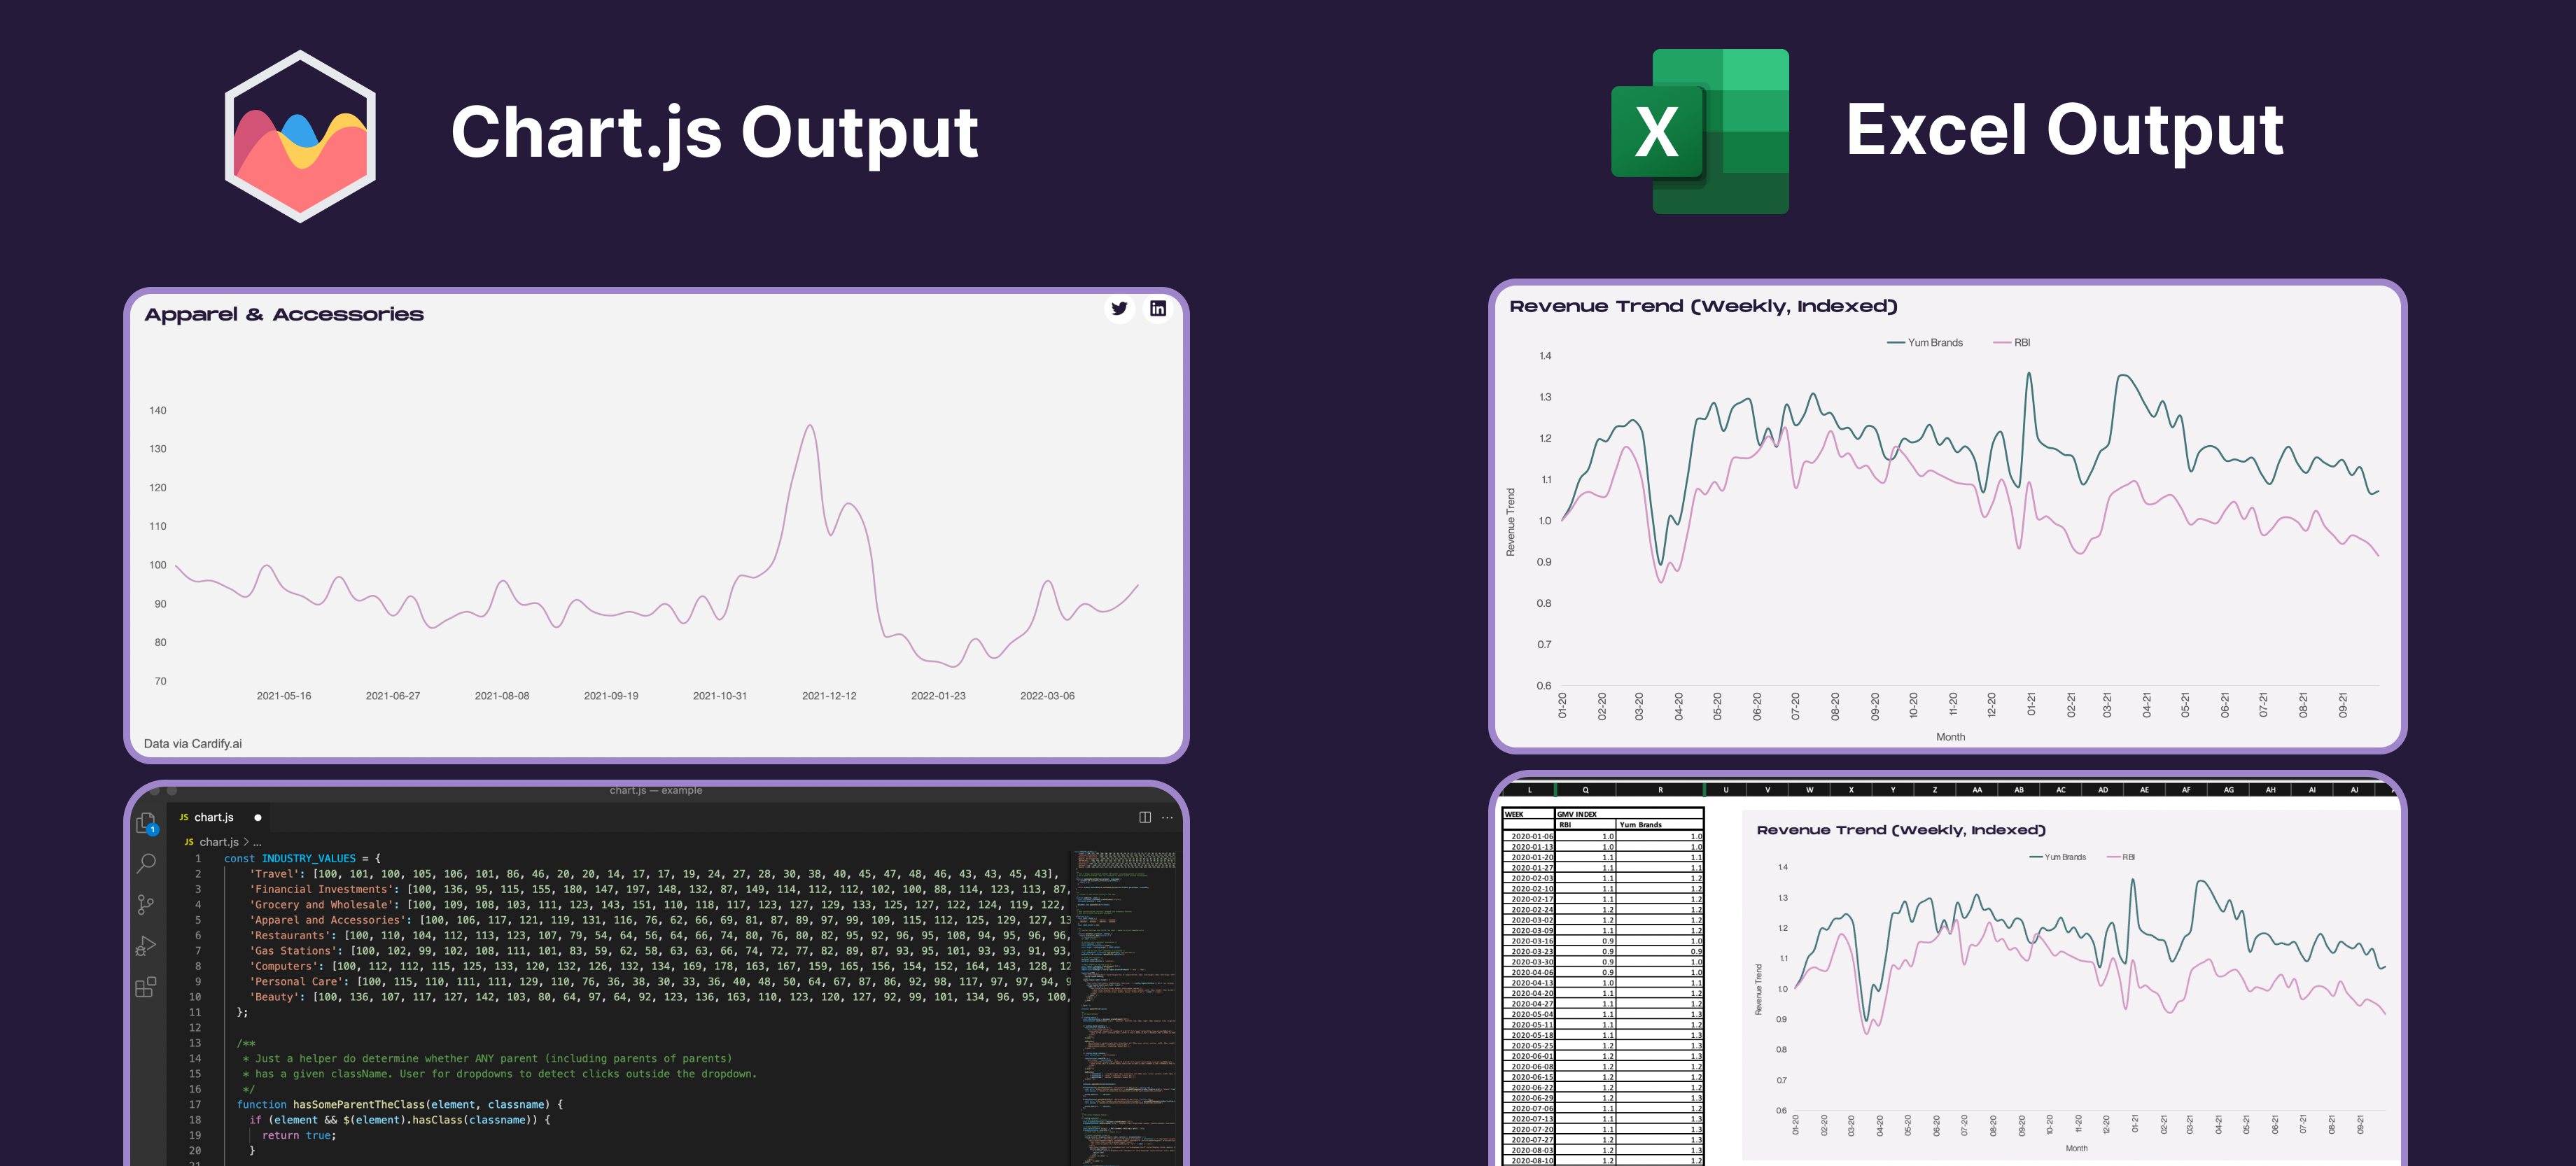 Chart.js Output
Apparel & Accessories
140
130
120
110
100
90
80
70
2021-05-16 2021-06-27 2021-08-08 2021-09-19 2021-10-31 2021-12-12 2022-01-23 2022-03-06
Data via Cardify.ai
chart.js — example
1
JS chart.js
JS chart.js > ...
1 const INDUSTRY_VALUES = {
2 'Travel': [100, 101, 100, 105, 106, 101, 86, 46, 20, 20, 14, 17, 17, 19, 24, 27, 28, 30, 38, 40, 45, 47, 48, 46, 43, 43, 45, 43],
3 'Financial Investments': [100, 136, 95, 115, 155, 180, 147, 197, 148, 132, 87, 149, 114, 112, 112, 102, 100, 88, 114, 123, 113, 87,
4 'Grocery and Wholesale': [100, 109, 108, 103, 111, 123, 143, 151, 110, 118, 117, 123, 127, 129, 133, 125, 127, 122, 124, 119, 122,
5 'Apparel and Accessories': [100, 106, 117, 121, 119, 131, 116, 76, 62, 66, 69, 81, 87, 89, 97, 99, 109, 115, 112, 125, 129, 127, 13
6 'Restaurants': [100, 110, 104, 112, 113, 123, 107, 79, 54, 64, 56, 64, 66, 74, 80, 76, 80, 82, 95, 92, 96, 95, 108, 94, 95, 96, 96,
7 'Gas Stations': [100, 102, 99, 102, 108, 111, 101, 83, 59, 62, 58, 63, 63, 66, 74, 72, 77, 82, 89, 87, 93, 95, 101, 93, 93, 91, 93,
8 'Computers': [100, 112, 112, 115, 125, 133, 120, 132, 126, 132, 134, 169, 178, 163, 167, 159, 165, 156, 154, 152, 164, 143, 128, 12
9 'Personal Care': [100, 115, 110, 111, 111, 129, 110, 76, 36, 38, 30, 33, 36, 40, 48, 50, 64, 67, 87, 86, 92, 98, 117, 97, 97, 94, 9
10 'Beauty': [100, 136, 107, 117, 127, 142, 103, 80, 64, 97, 64, 92, 123, 136, 163, 110, 123, 120, 127, 92, 99, 101, 134, 96, 95, 100,
11 };
12
13 /**
14 * Just a helper do determine whether ANY parent (including parents of parents)
15 * has a given className. User for dropdowns to detect clicks outside the dropdown.
16 */
17 function hasSomeParentTheClass(element, classname) {
18 if (element && $(element).hasClass(classname)) {
19 return true;
20 }
X
Excel Output
Revenue Trend (Weekly, Indexed)
Yum Brands RBI
1.4
1.3
1.2
1.1
1.0
0.9
0.8
0.7
0.6
Revenue Trend
01-20 02-20 03-20 04-20 05-20 06-20 07-20 08-20 09-20 10-20 11-20 12-20 01-21 02-21 03-21 04-21 05-21 06-21 07-21 08-21 09-21
Month
L Q R U V W X Y Z AA AB AC AD AE AF AG AH AI AJ
WEEK GMV INDEX
RBI Yum Brands
2020-01-06 1.0 1.0
2020-01-13 1.0 1.0
2020-01-20 1.1 1.1
2020-01-27 1.1 1.1
2020-02-03 1.1 1.2
2020-02-10 1.1 1.2
2020-02-17 1.1 1.2
2020-02-24 1.2 1.2
2020-03-02 1.2 1.2
2020-03-09 1.1 1.2
2020-03-16 0.9 1.0
2020-03-23 0.9 0.9
2020-03-30 0.9 1.0
2020-04-06 0.9 1.0
2020-04-13 1.0 1.1
2020-04-20 1.1 1.2
2020-04-27 1.1 1.2
2020-05-04 1.1 1.3
2020-05-11 1.1 1.2
2020-05-18 1.1 1.3
2020-05-25 1.2 1.3
2020-06-01 1.2 1.3
2020-06-08 1.2 1.2
2020-06-15 1.2 1.2
2020-06-22 1.2 1.2
2020-06-29 1.2 1.3
2020-07-06 1.1 1.2
2020-07-13 1.1 1.3
2020-07-20 1.1 1.3
2020-07-27 1.2 1.3
2020-08-03 1.2 1.3
2020-08-10 1.2 1.2
Revenue Trend (Weekly, Indexed)
Yum Brands RBI
1.4
1.3
1.2
1.1
1.0
0.9
0.8
0.7
0.6
Revenue Trend
01-20 02-20 03-20 04-20 05-20 06-20 07-20 08-20 09-20 10-20 11-20 12-20 01-21 02-21 03-21 04-21 05-21 06-21 07-21 08-21 09-21
Month